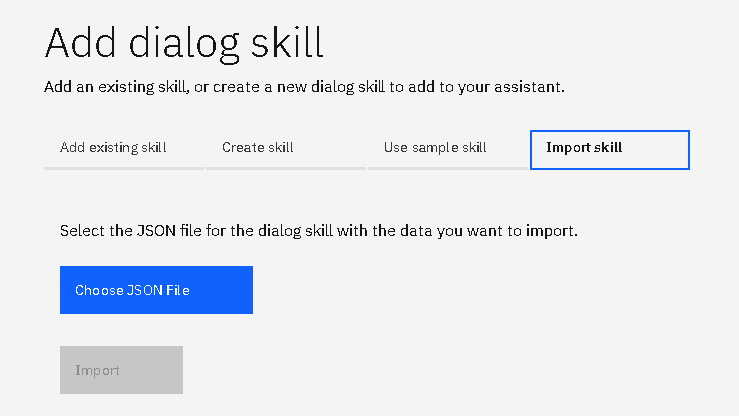 Add dialog skill
Add an existing skill, or create a new dialog skill to add to your assistant.
Add existing skill
Create skill
Use sample skill
Import skill
Select the JSON file for the dialog skill with the data you want to import.
Choose JSON File
Import